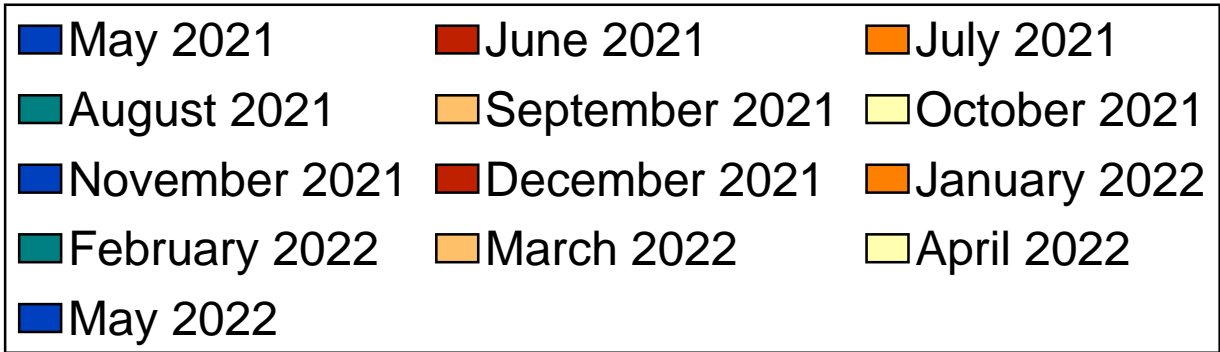 May 2021 June 2021 July 2021
August 2021 September 2021 October 2021
November 2021 December 2021 January 2022
February 2022 March 2022 April 2022
May 2022